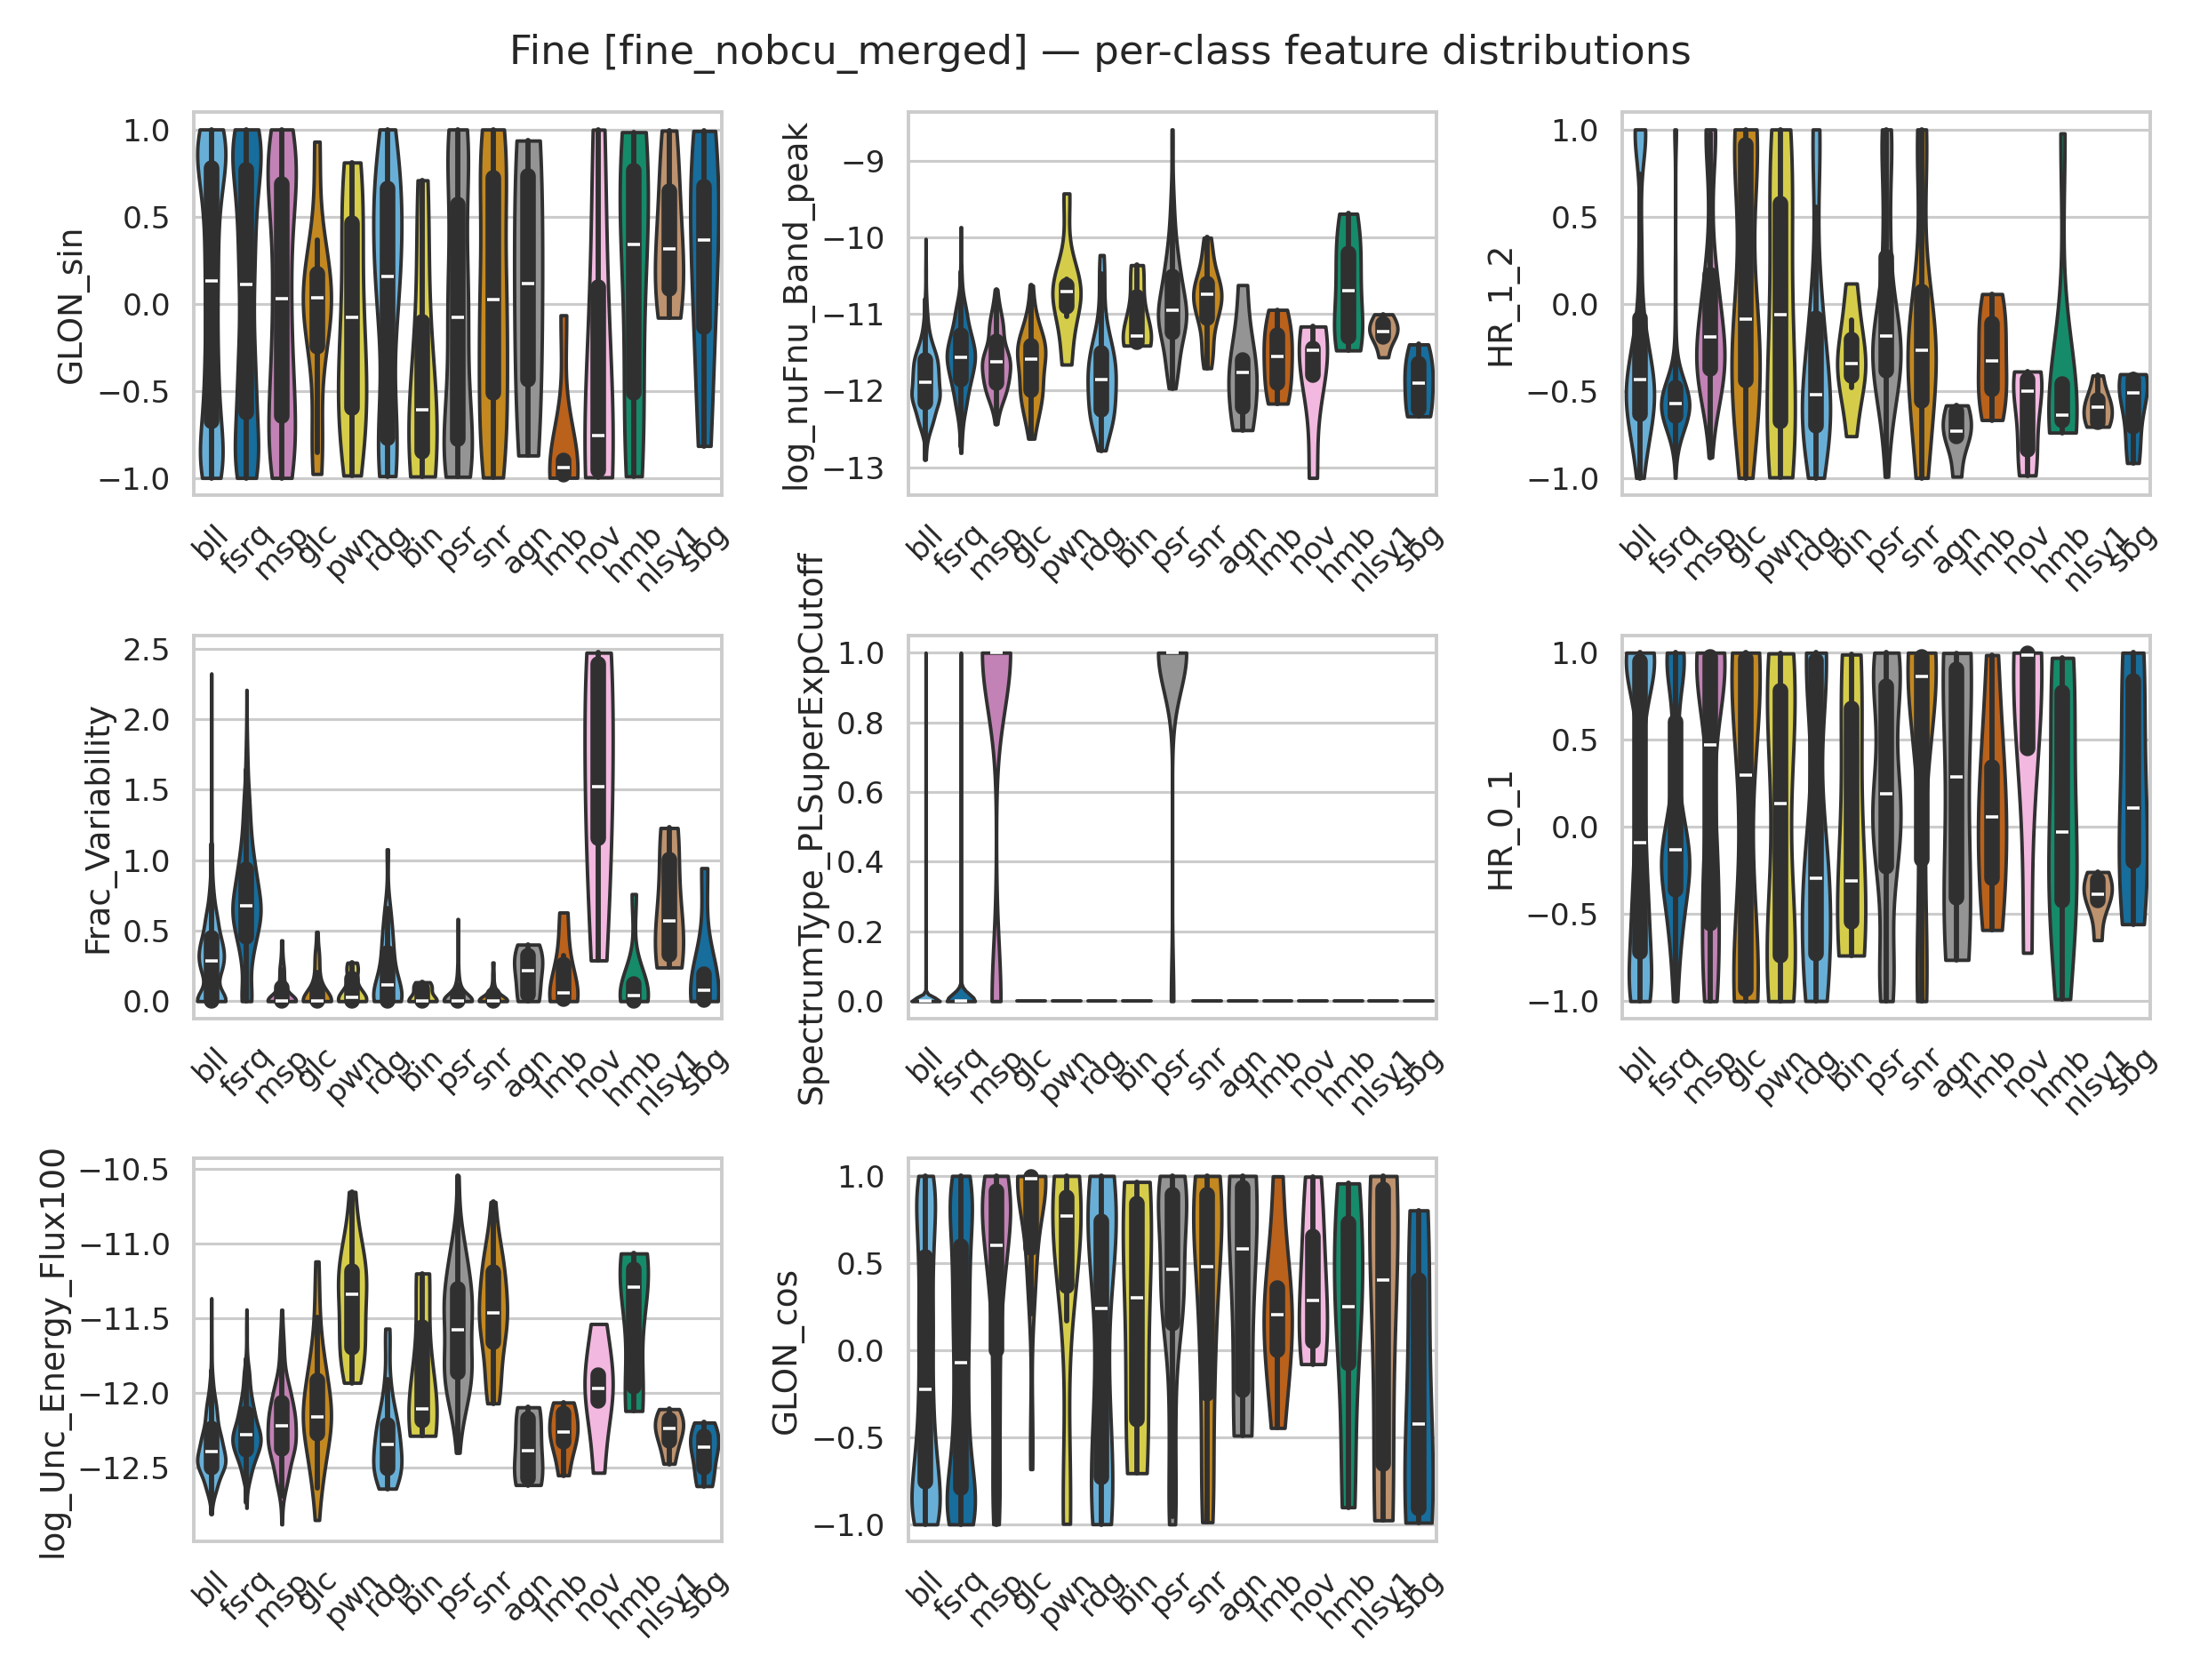 Fine [fine_nobcu_merged] — per-class feature distributions
GLON_sin
1.0
0.5
0.0
−0.5
−1.0
bll
fsrq
msp
glc
pwn
rdg
bin
psr
snr
agn
lmb
nov
hmb
nlsy1
sbg
log_nuFnu_Band_peak
−9
−10
−11
−12
−13
bll
fsrq
msp
glc
pwn
rdg
bin
psr
snr
agn
lmb
nov
hmb
nlsy1
sbg
HR_1_2
1.0
0.5
0.0
−0.5
−1.0
bll
fsrq
msp
glc
pwn
rdg
bin
psr
snr
agn
lmb
nov
hmb
nlsy1
sbg
Frac_Variability
2.5
2.0
1.5
1.0
0.5
0.0
bll
fsrq
msp
glc
pwn
rdg
bin
psr
snr
agn
lmb
nov
hmb
nlsy1
sbg
SpectrumType_PLSuperExpCutoff
1.0
0.8
0.6
0.4
0.2
0.0
bll
fsrq
msp
glc
pwn
rdg
bin
psr
snr
agn
lmb
nov
hmb
nlsy1
sbg
HR_0_1
1.0
0.5
0.0
−0.5
−1.0
bll
fsrq
msp
glc
pwn
rdg
bin
psr
snr
agn
lmb
nov
hmb
nlsy1
sbg
log_Unc_Energy_Flux100
−10.5
−11.0
−11.5
−12.0
−12.5
bll
fsrq
msp
glc
pwn
rdg
bin
psr
snr
agn
lmb
nov
hmb
nlsy1
sbg
GLON_cos
1.0
0.5
0.0
−0.5
−1.0
bll
fsrq
msp
glc
pwn
rdg
bin
psr
snr
agn
lmb
nov
hmb
nlsy1
sbg